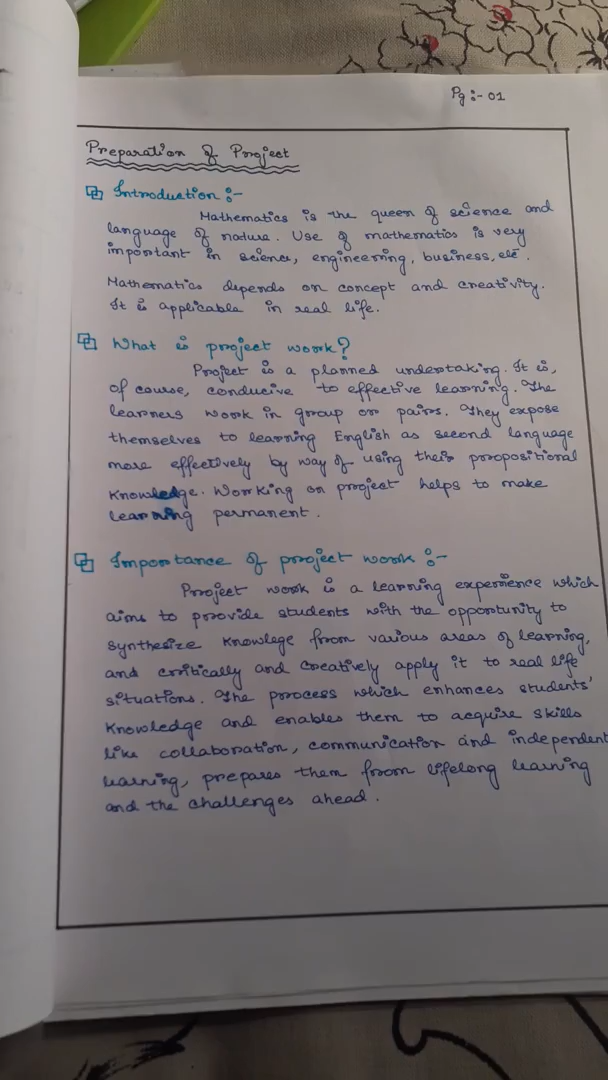 Pg :- 01
Preparation of Project
Introduction :-
Mathematics is the queen of science and
language of nature. Use of mathematics is very
important in science, engineering, business, etc.
Mathematics depends on concept and creativity.
It is applicable in real life.
What is project work?
Project is a planned undertaking. It is,
of course, conducive to effective learning. The
learners work in group or pairs. They expose
themselves to learning English as second language
more effectively by way of using their propositional
knowledge. Working on project helps to make
learning permanent.
Importance of project work :-
Project work is a learning experience which
aims to provide students with the opportunity to
synthesize knowlege from various areas of learning,
and critically and creatively apply it to real life
situations. The process which enhances students'
knowledge and enables them to acquire skills
like collaboration, communication and independent
learning, prepares them from lifelong learning
and the challenges ahead.